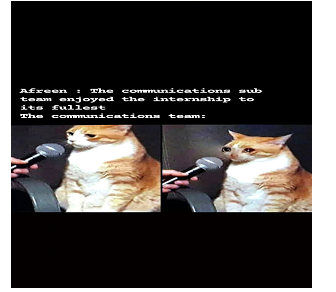 Afreen : The communications sub
team enjoyed the internship to
its fullest
The communications team: